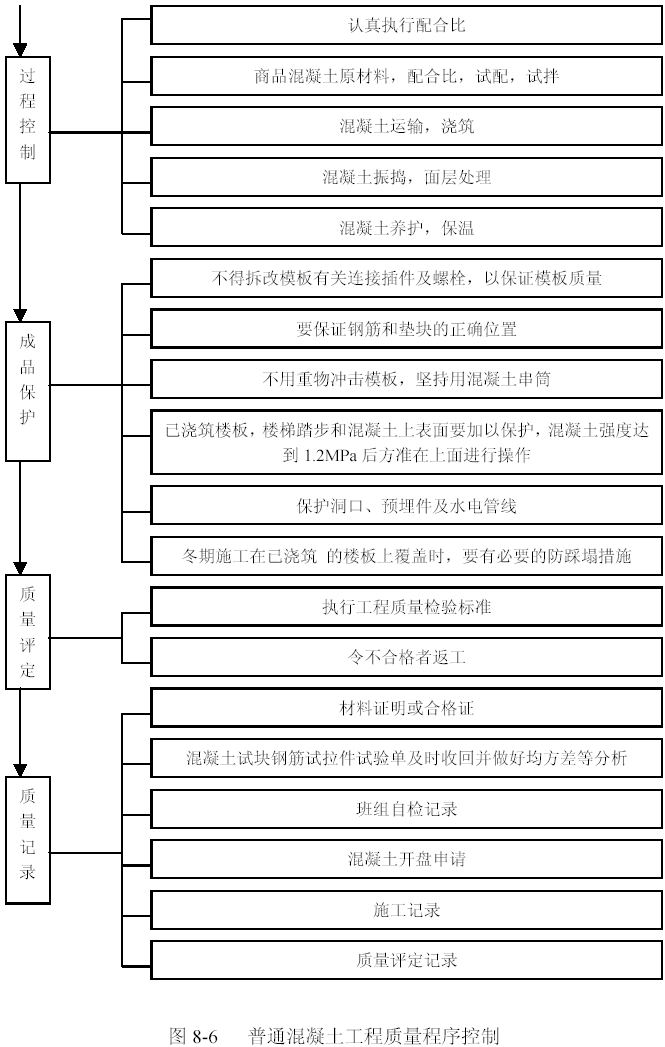 过程控制
认真执行配合比
商品混凝土原材料，配合比，试配，试拌
混凝土运输，浇筑
混凝土振捣，面层处理
混凝土养护，保温
成品保护
不得拆改模板有关连接插件及螺栓，以保证模板质量
要保证钢筋和垫块的正确位置
不用重物冲击模板，坚持用混凝土串筒
已浇筑楼板，楼梯踏步和混凝土上表面要加以保护，混凝土强度达
到 1.2MPa 后方准在上面进行操作
保护洞口、预埋件及水电管线
冬期施工在已浇筑 的楼板上覆盖时，要有必要的防踩塌措施
质量评定
执行工程质量检验标准
令不合格者返工
质量记录
材料证明或合格证
混凝土试块钢筋试拉件试验单及时收回并做好均方差等分析
班组自检记录
混凝土开盘申请
施工记录
质量评定记录
图 8-6 普通混凝土工程质量程序控制